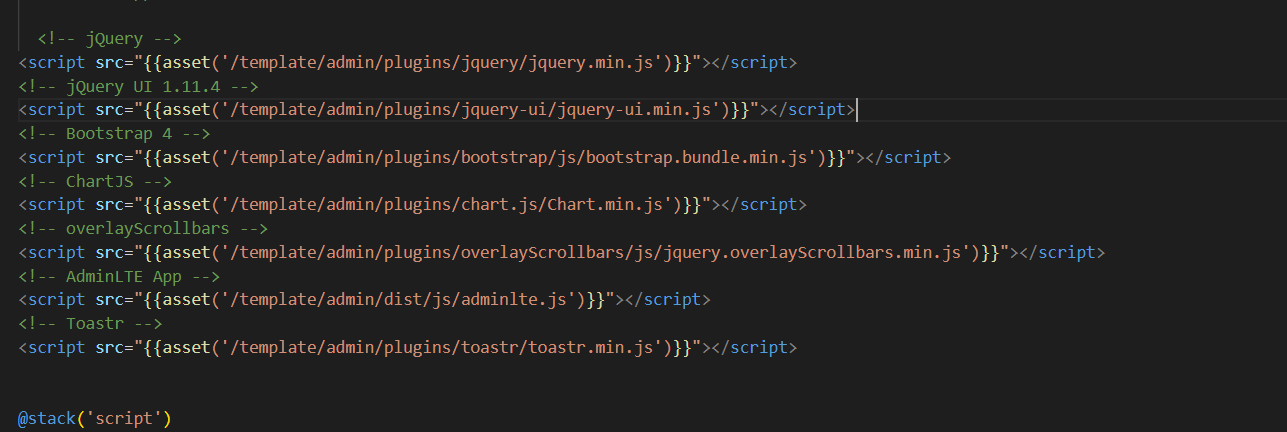 <!-- jQuery -->
<script src="{{asset('/template/admin/plugins/jquery/jquery.min.js')}}"></script>
<!-- jQuery UI 1.11.4 -->
<script src="{{asset('/template/admin/plugins/jquery-ui/jquery-ui.min.js')}}"></script>
<!-- Bootstrap 4 -->
<script src="{{asset('/template/admin/plugins/bootstrap/js/bootstrap.bundle.min.js')}}"></script>
<!-- ChartJS -->
<script src="{{asset('/template/admin/plugins/chart.js/Chart.min.js')}}"></script>
<!-- overlayScrollbars -->
<script src="{{asset('/template/admin/plugins/overlayScrollbars/js/jquery.overlayScrollbars.min.js')}}"></script>
<!-- AdminLTE App -->
<script src="{{asset('/template/admin/dist/js/adminlte.js')}}"></script>
<!-- Toastr -->
<script src="{{asset('/template/admin/plugins/toastr/toastr.min.js')}}"></script>
@stack('script')